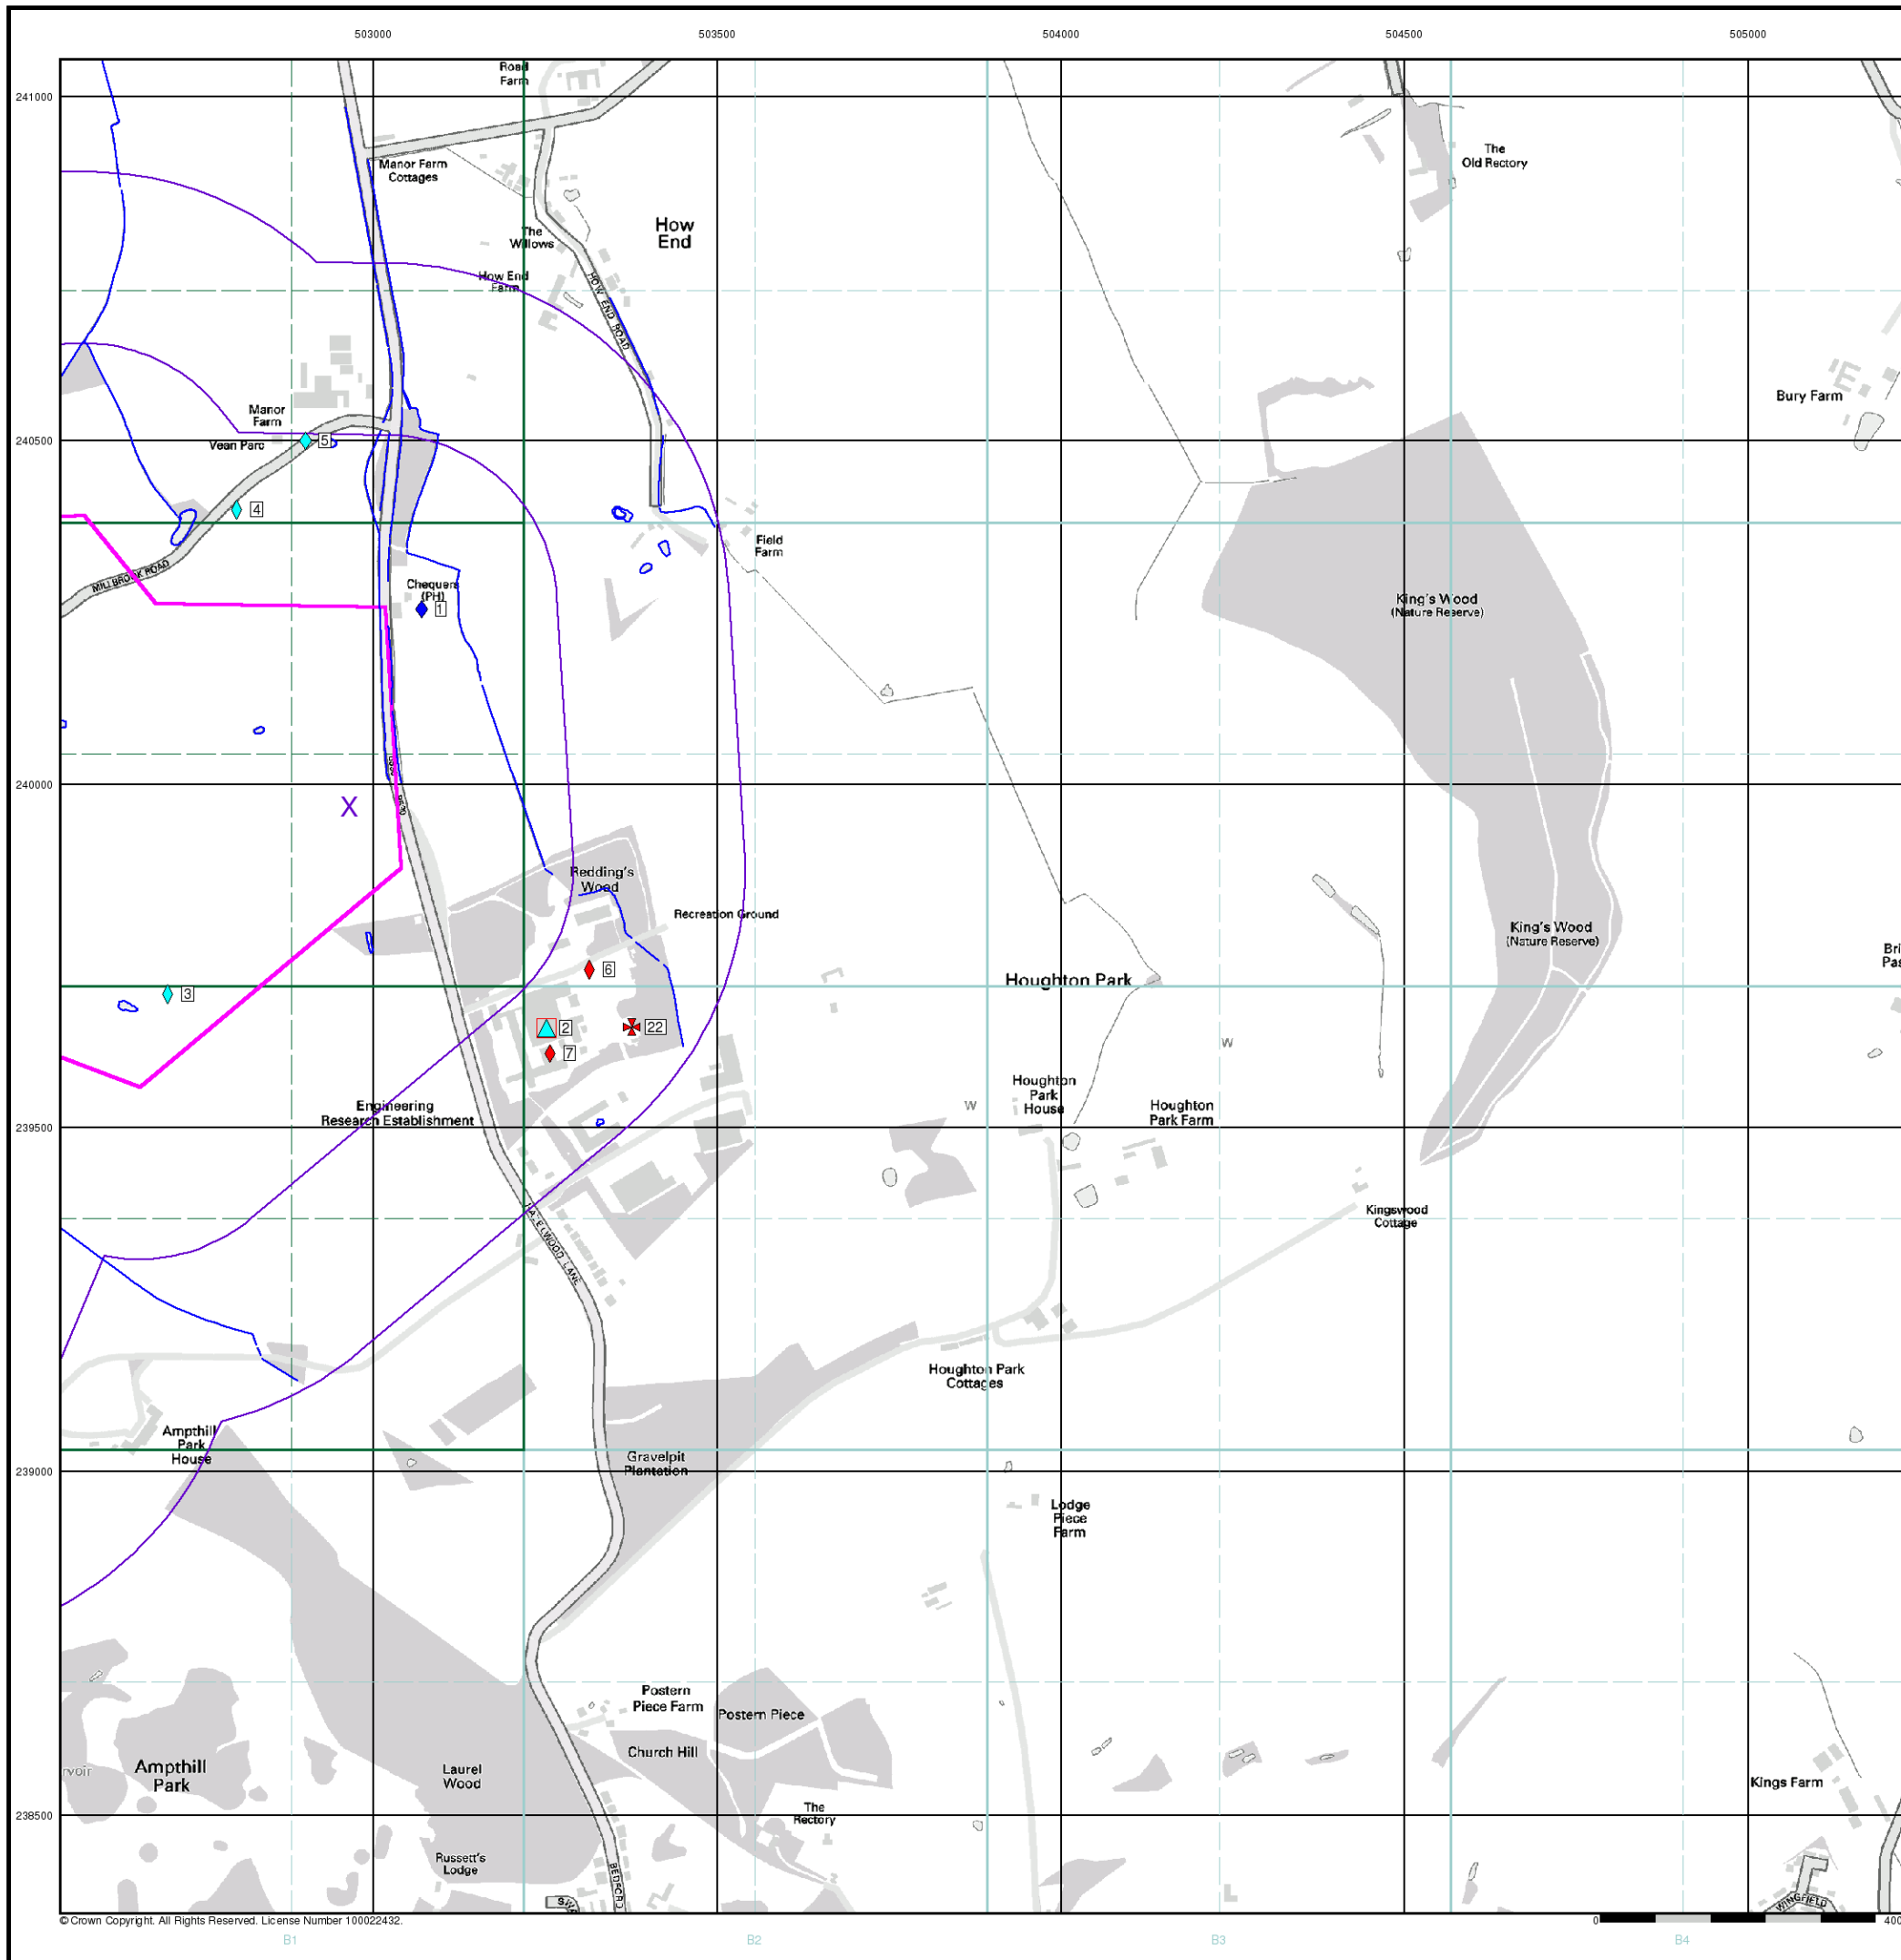 503000
503500
504000
504500
505000
241000
Road
Farm
Manor Farm
Cottages
The
Old Rectory
The
Willows
How
End
How End
Farm
HOW END ROAD
Bury Farm
Manor
Farm
Vean Parc
5
240500
4
Field
Farm
MILLBROOK ROAD
Chequers
(PH)
1
King's Wood
(Nature Reserve)
240000
X
Redding's
Wood
Recreation Ground
King's Wood
(Nature Reserve)
6
Houghton Park
3
2
22
7
W
W
Houghton
Park
House
Houghton
Park Farm
Engineering
Research Establishment
239500
Kingswood
Cottage
HAZELWOOD LANE
Houghton Park
Cottages
Ampthill
Park
House
Gravelpit
Plantation
239000
Lodge
Piece
Farm
Postern
Piece Farm
Postern Piece
Church Hill
rvoir
Ampthill
Park
Laurel
Wood
Kings Farm
The
Rectory
238500
Russett's
Lodge
BEDFORD
WINGFIELD
© Crown Copyright. All Rights Reserved. License Number 100022432.
0
400
B1
B2
B3
B4